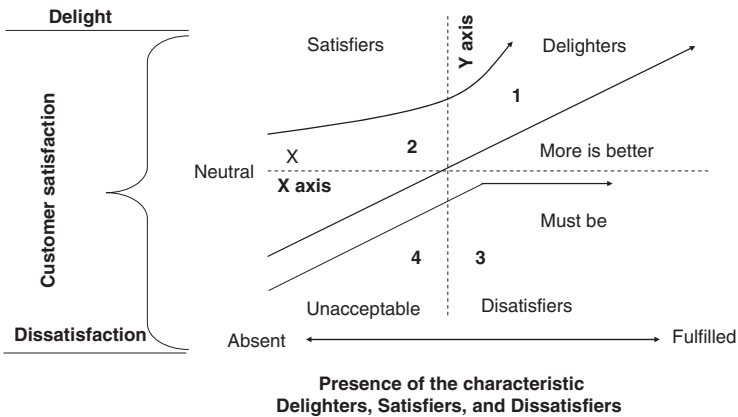 Delight
Satisfiers
Y axis
Delighters
1
2
X
Neutral
X axis
More is better
Customer satisfaction
Must be
4
3
Unacceptable
Disatisfiers
Dissatisfaction
Absent
Fulfilled
Presence of the characteristic
Delighters, Satisfiers, and Dissatisfiers